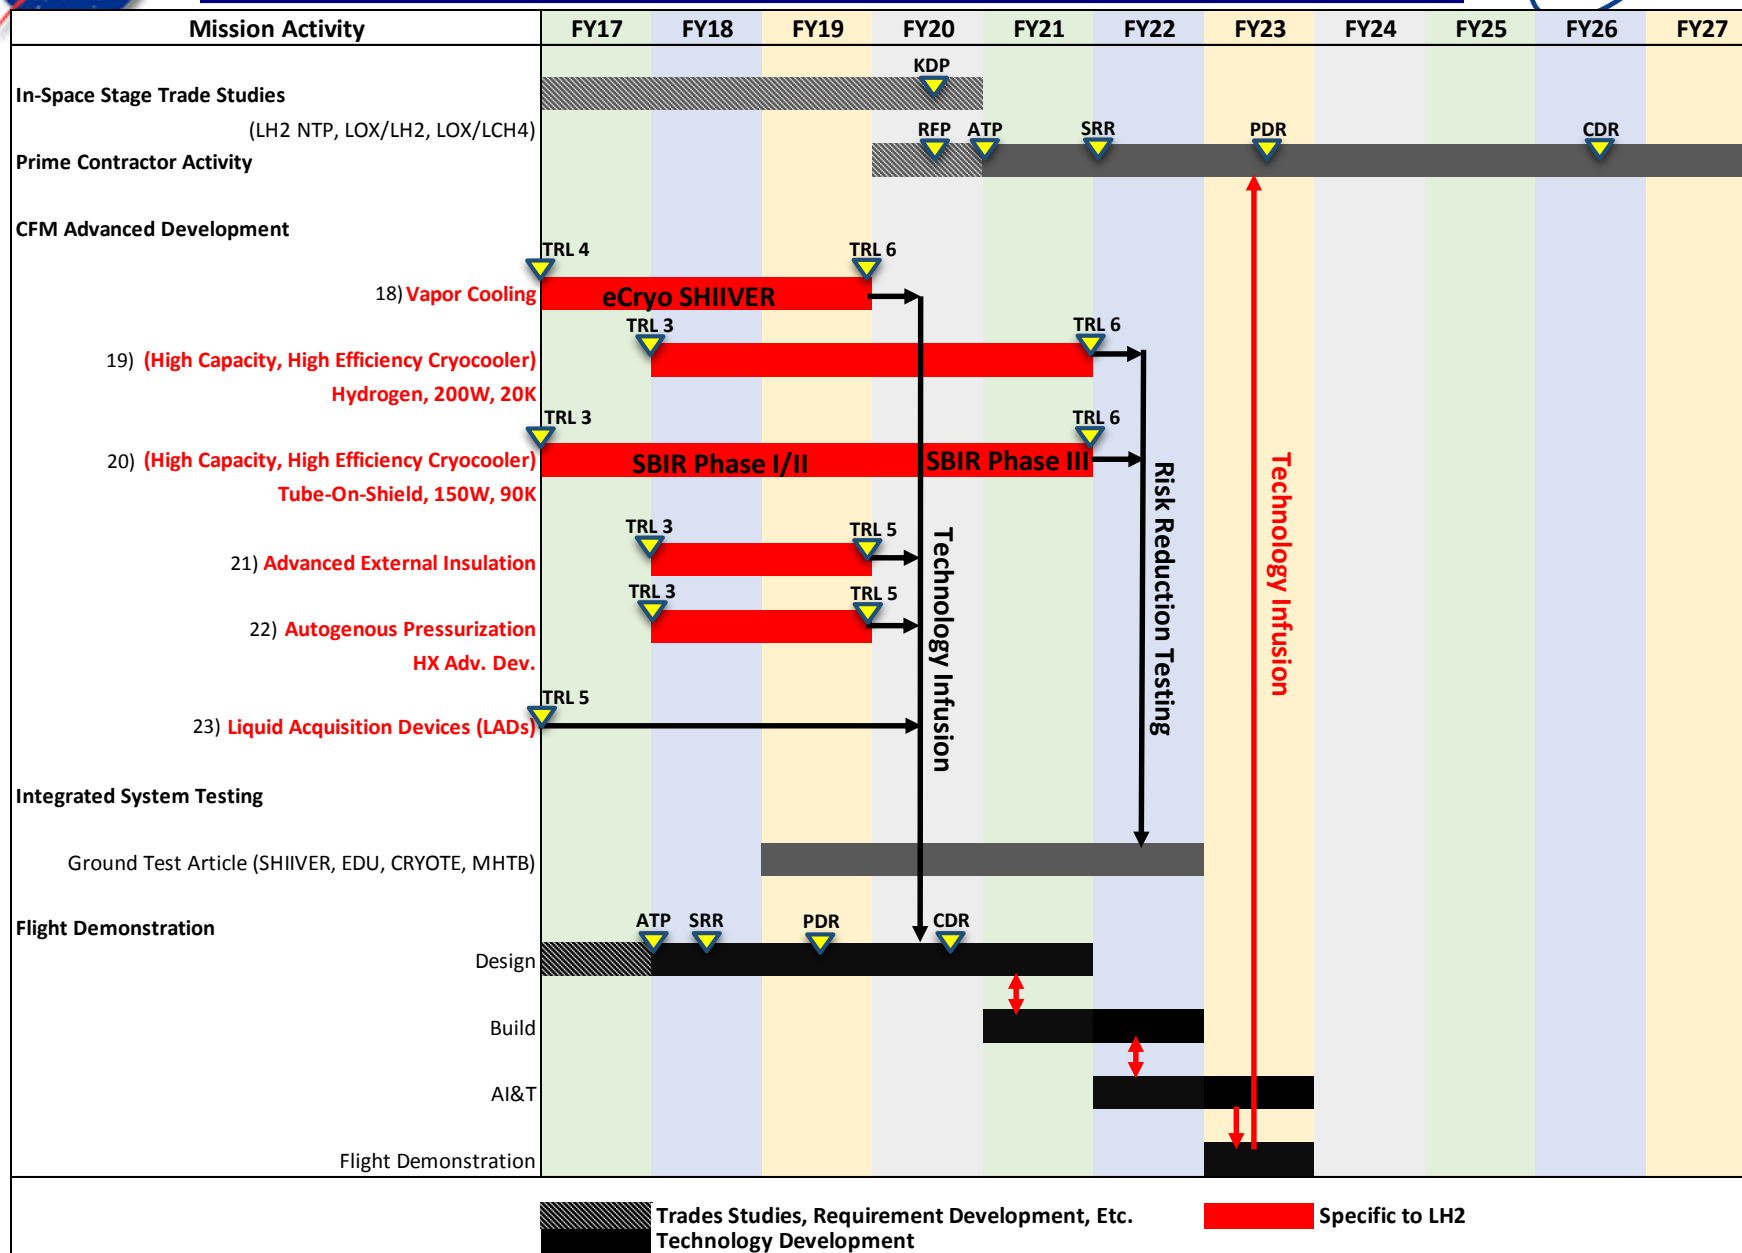 Mission Activity FY17 FY18 FY19 FY20 FY21 FY22 FY23 FY24 FY25 FY26 FY27
KDP
In-Space Stage Trade Studies
(LH2 NTP, LOX/LH2, LOX/LCH4)
RFP ATP SRR PDR CDR
Prime Contractor Activity
CFM Advanced Development
TRL 4 TRL 6
18) Vapor Cooling eCryo SHIIVER
TRL 3 TRL 6
19) (High Capacity, High Efficiency Cryocooler)
Hydrogen, 200W, 20K
TRL 3 TRL 6
20) (High Capacity, High Efficiency Cryocooler) SBIR Phase I/II SBIR Phase III
Tube-On-Shield, 150W, 90K
TRL 3 TRL 5
21) Advanced External Insulation
TRL 3 TRL 5
22) Autogenous Pressurization
HX Adv. Dev.
TRL 5
23) Liquid Acquisition Devices (LADs)
Technology Infusion
Risk Reduction Testing
Technology Infusion
Integrated System Testing
Ground Test Article (SHIIVER, EDU, CRYOTE, MHTB)
Flight Demonstration
ATP SRR PDR CDR
Design
Build
AI&T
Flight Demonstration
Trades Studies, Requirement Development, Etc. Specific to LH2
Technology Development